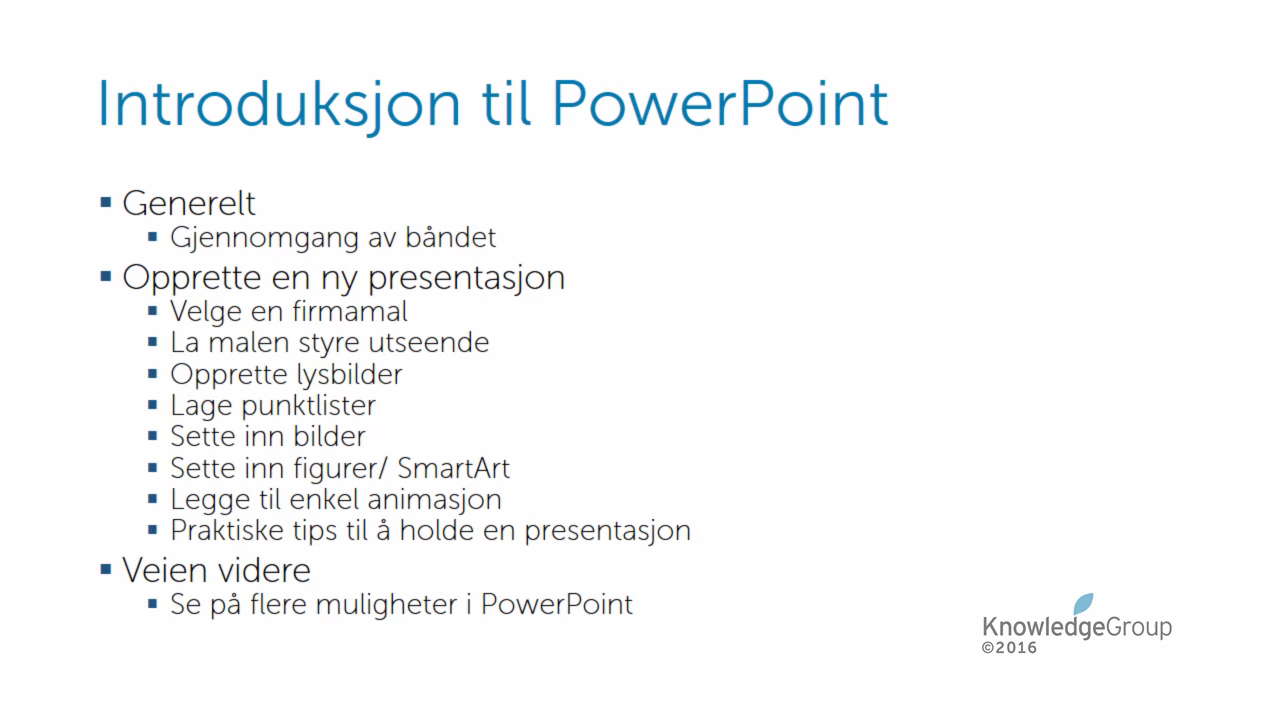 Introduksjon til PowerPoint
▪ Generelt
▪ Gjennomgang av båndet
▪ Opprette en ny presentasjon
▪ Velge en firmamal
▪ La malen styre utseende
▪ Opprette lysbilder
▪ Lage punktlister
▪ Sette inn bilder
▪ Sette inn figurer/ SmartArt
▪ Legge til enkel animasjon
▪ Praktiske tips til å holde en presentasjon
▪ Veien videre
▪ Se på flere muligheter i PowerPoint
KnowledgeGroup
©2016